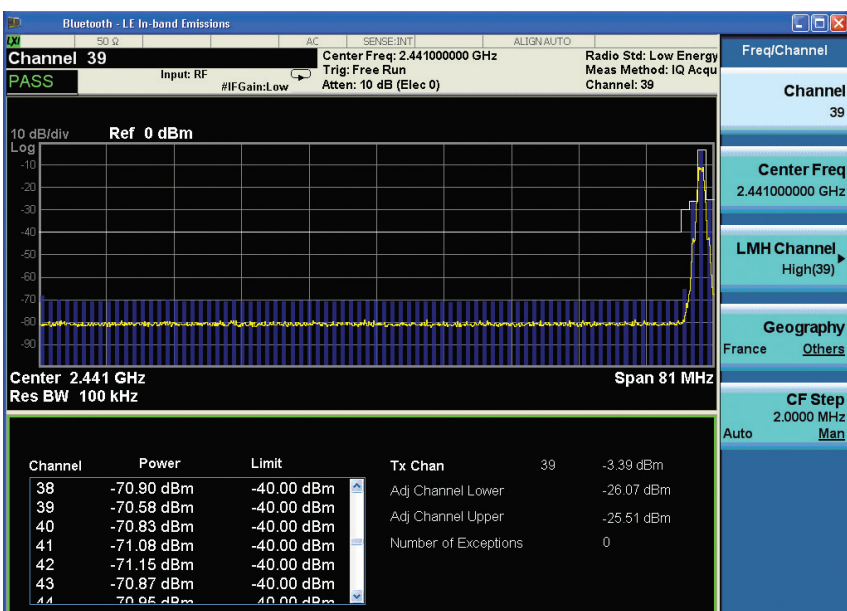 Bluetooth - LE In-band Emissions
LXI 50 Ω AC SENSE:INT ALIGN AUTO
Channel 39
PASS
Input: RF
#IFGain:Low
Center Freq: 2.441000000 GHz
Trig: Free Run
Atten: 10 dB (Elec 0)
Radio Std: Low Energy
Meas Method: IQ Acqu
Channel: 39
10 dB/div Ref 0 dBm
Log
-10
-20
-30
-40
-50
-60
-70
-80
-90
Center 2.441 GHz Span 81 MHz
Res BW 100 kHz
Channel Power Limit
38 -70.90 dBm -40.00 dBm
39 -70.58 dBm -40.00 dBm
40 -70.83 dBm -40.00 dBm
41 -71.08 dBm -40.00 dBm
42 -71.15 dBm -40.00 dBm
43 -70.87 dBm -40.00 dBm
44 -70.95 dBm -40.00 dBm
Tx Chan 39 -3.39 dBm
Adj Channel Lower -26.07 dBm
Adj Channel Upper -25.51 dBm
Number of Exceptions 0
Freq/Channel
Channel
39
Center Freq
2.441000000 GHz
LMH Channel
High(39)
Geography
France Others
CF Step
2.0000 MHz
Auto Man